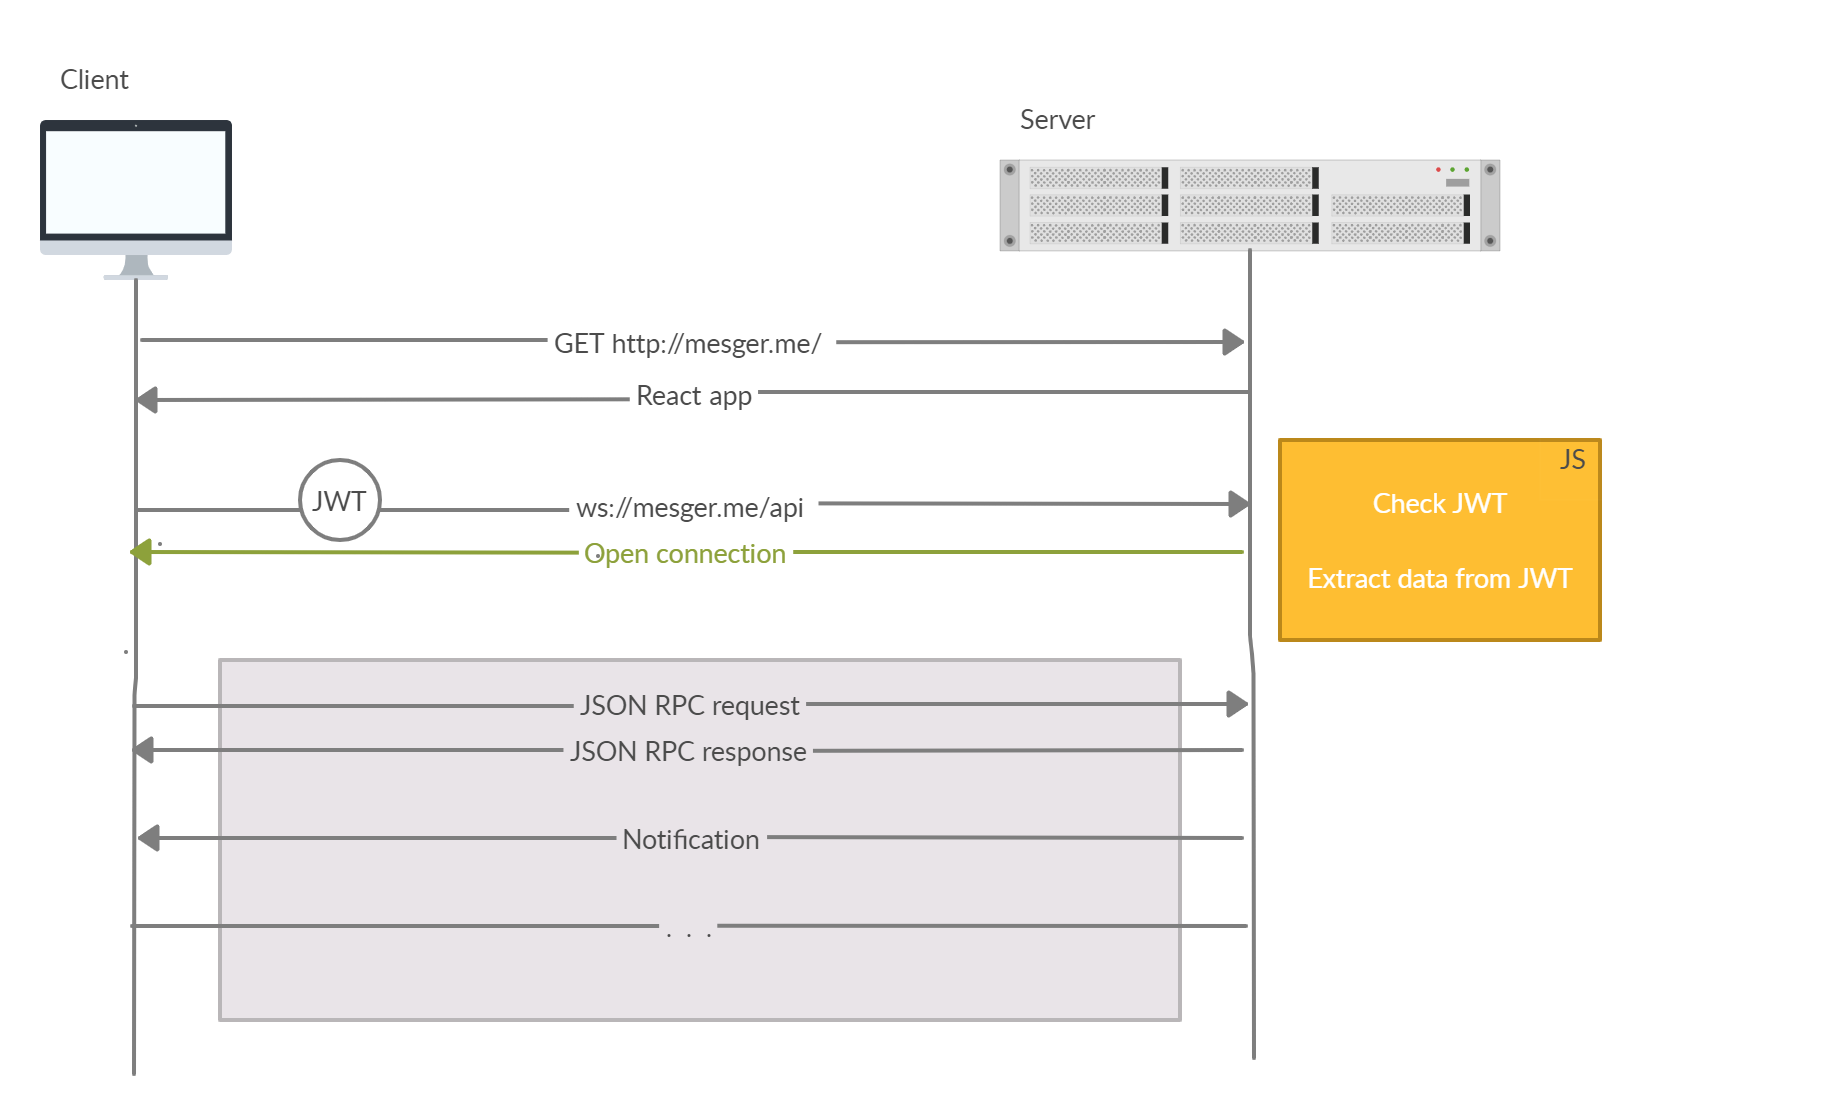 Client
Server
GET http://mesger.me/
React app
JS
JWT
ws://mesger.me/api
Check JWT
Open connection
Extract data from JWT
JSON RPC request
JSON RPC response
Notification
. . .